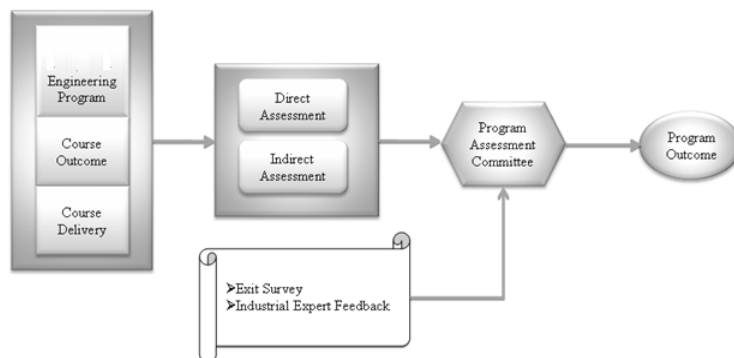 Engineering
Program
Course
Outcome
Course
Delivery
Direct
Assessment
Indirect
Assessment
Program
Assessment
Committee
Program
Outcome
➢Exit Survey
➢Industrial Expert Feedback